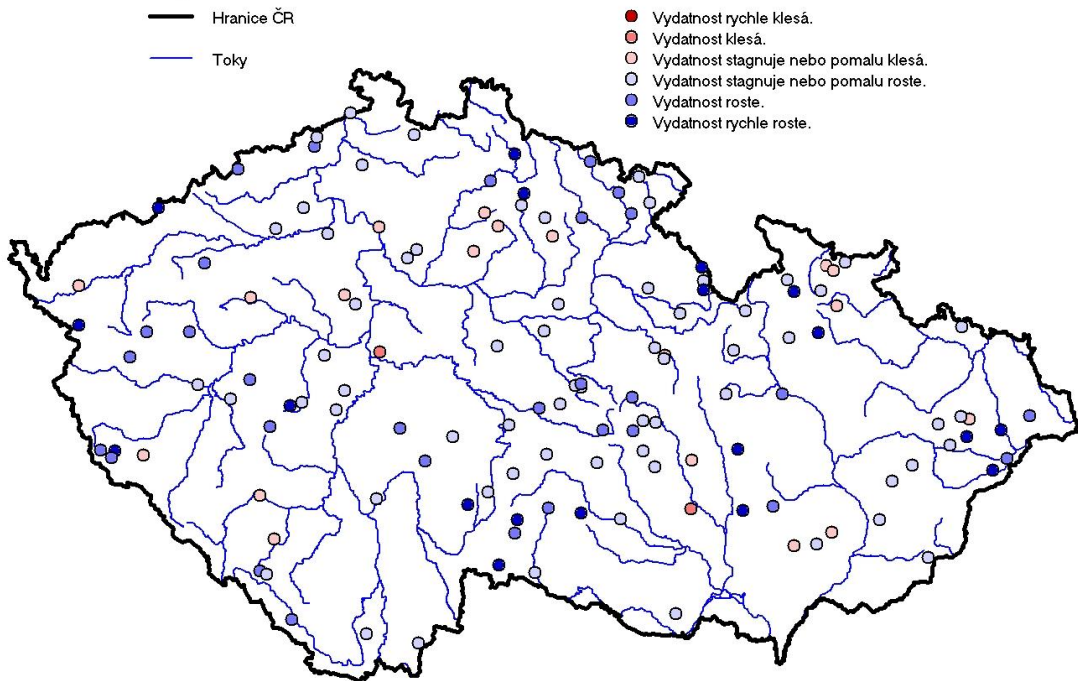 Hranice ČR
Toky
Vydatnost rychle klesá.
Vydatnost klesá.
Vydatnost stagnuje nebo pomalu klesá.
Vydatnost stagnuje nebo pomalu roste.
Vydatnost roste.
Vydatnost rychle roste.